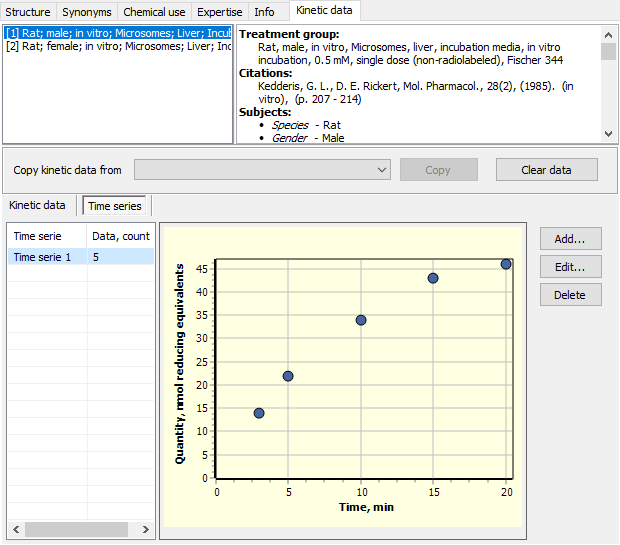 Structure Synonyms Chemical use Expertise Info Kinetic data
[1] Rat; male; in vitro; Microsomes; Liver; Incub
[2] Rat; female; in vitro; Microsomes; Liver; Inc
Treatment group:
Rat, male, in vitro, Microsomes, liver, incubation media, in vitro
incubation, 0.5 mM, single dose (non-radiolabeled), Fischer 344
Citations:
Kedderis, G. L., D. E. Rickert, Mol. Pharmacol., 28(2), (1985). (in
vitro), (p. 207 - 214)
Subjects:
• Species - Rat
• Gender - Male
Copy kinetic data from Copy Clear data
Kinetic data Time series
Time serie Data, count
Time serie 1 5
Quantity, nmol reducing equivalents
45
40
35
30
25
20
15
10
5
0
0 5 10 15 20
Time, min
Add...
Edit...
Delete